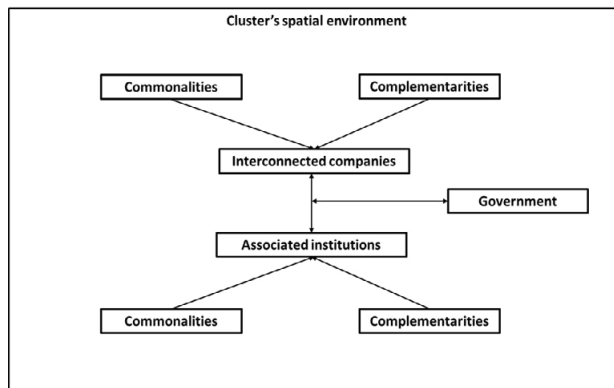 Cluster's spatial environment
Commonalities
Complementarities
Interconnected companies
Government
Associated institutions
Commonalities
Complementarities